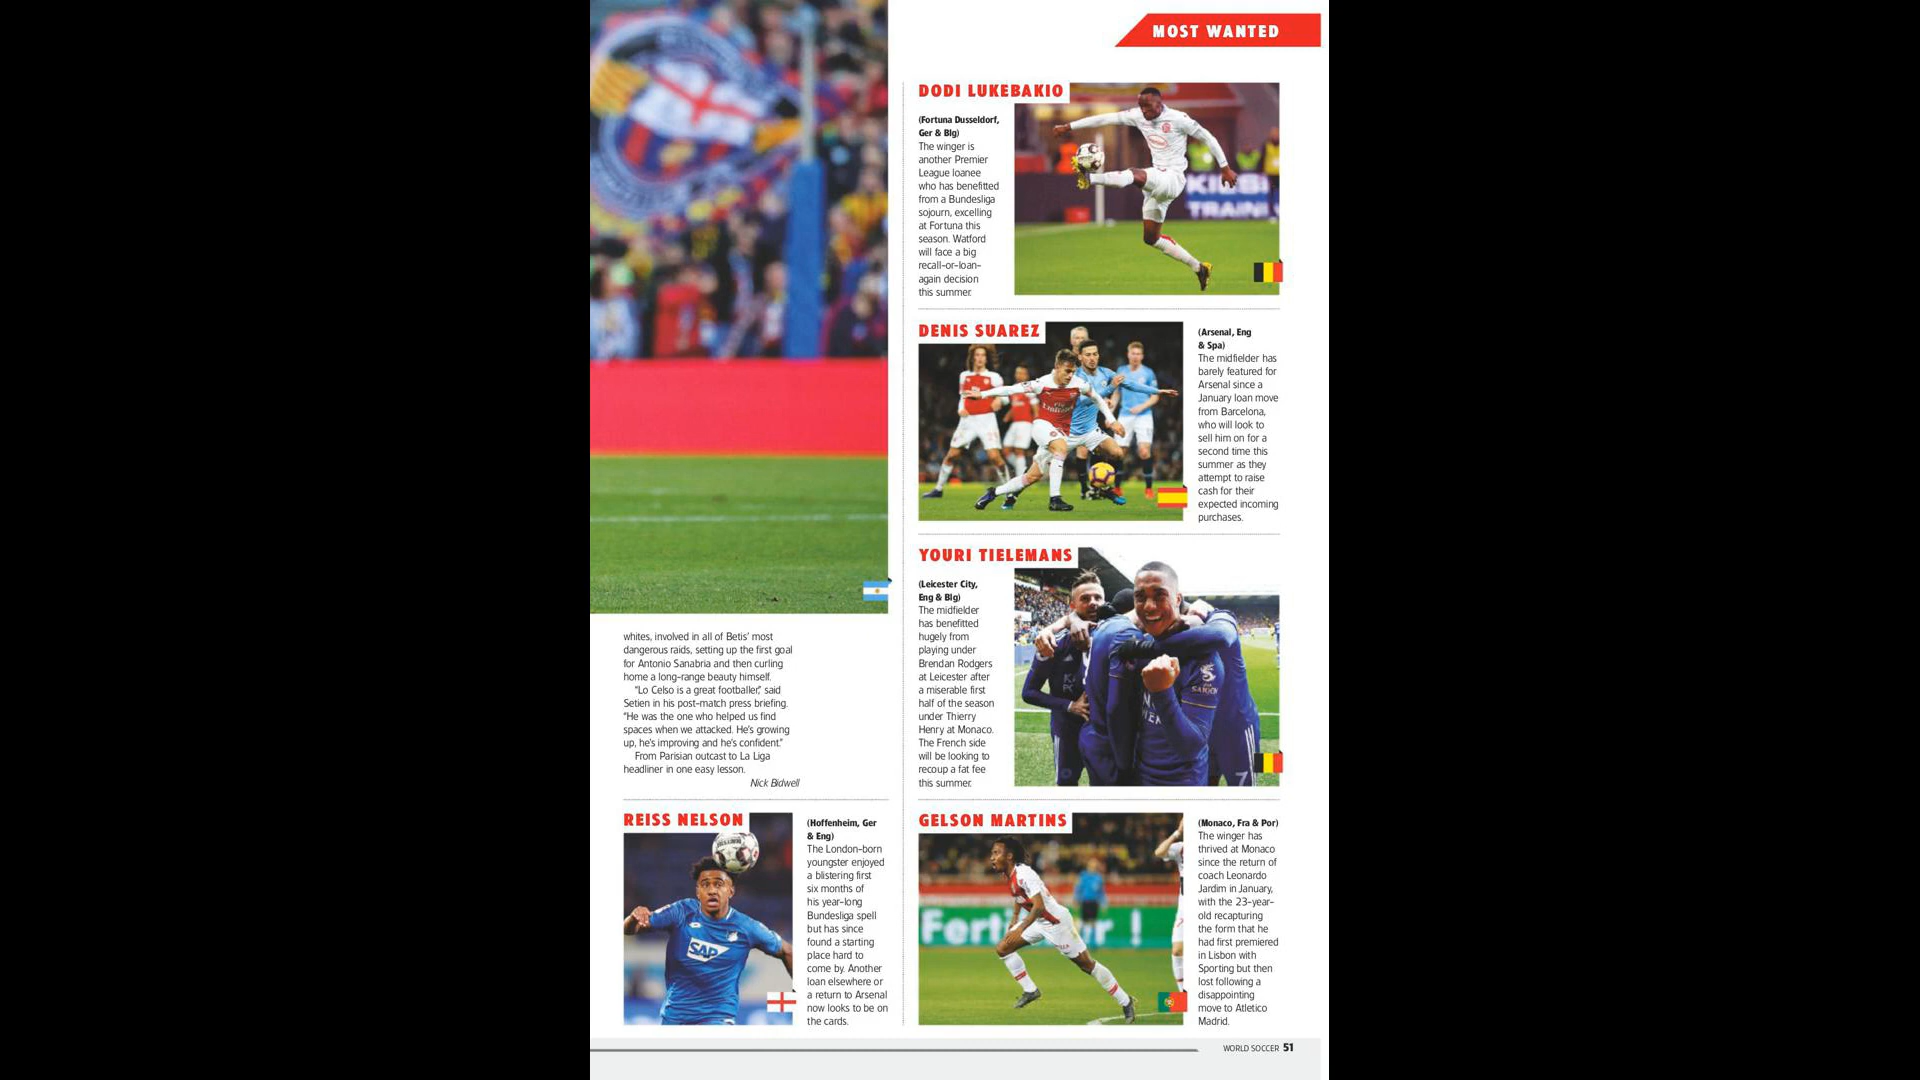 MOST WANTED
whites, involved in all of Betis' most
dangerous raids, setting up the first goal
for Antonio Sanabria and then curling
home a long-range beauty himself.
"Lo Celso is a great footballer," said
Setien in his post-match press briefing.
"He was the one who helped us find
spaces when we attacked. He's growing
up, he's improving and he's confident."
From Parisian outcast to La Liga
headliner in one easy lesson.
Nick Bidwell
REISS NELSON
(Hoffenheim, Ger
& Eng)
The London-born
youngster enjoyed
a blistering first
six months of
his year-long
Bundesliga spell
but has since
found a starting
place hard to
come by. Another
loan elsewhere or
a return to Arsenal
now looks to be on
the cards.
SAP
DODI LUKEBAKIO
(Fortuna Dusseldorf,
Ger & Blg)
The winger is
another Premier
League loanee
who has benefitted
from a Bundesliga
sojourn, excelling
at Fortuna this
season. Watford
will face a big
recall-or-loan-
again decision
this summer.
DENIS SUAREZ
(Arsenal, Eng
& Spa)
The midfielder has
barely featured for
Arsenal since a
January loan move
from Barcelona,
who will look to
sell him on for a
second time this
summer as they
attempt to raise
cash for their
expected incoming
purchases.
YOURI TIELEMANS
(Leicester City,
Eng & Blg)
The midfielder
has benefitted
hugely from
playing under
Brendan Rodgers
at Leicester after
a miserable first
half of the season
under Thierry
Henry at Monaco.
The French side
will be looking to
recoup a fat fee
this summer.
GELSON MARTINS
(Monaco, Fra & Por)
The winger has
thrived at Monaco
since the return of
coach Leonardo
Jardim in January,
with the 23-year-
old recapturing
the form that he
had first premiered
in Lisbon with
Sporting but then
lost following a
disappointing
move to Atletico
Madrid.
WORLD SOCCER 51